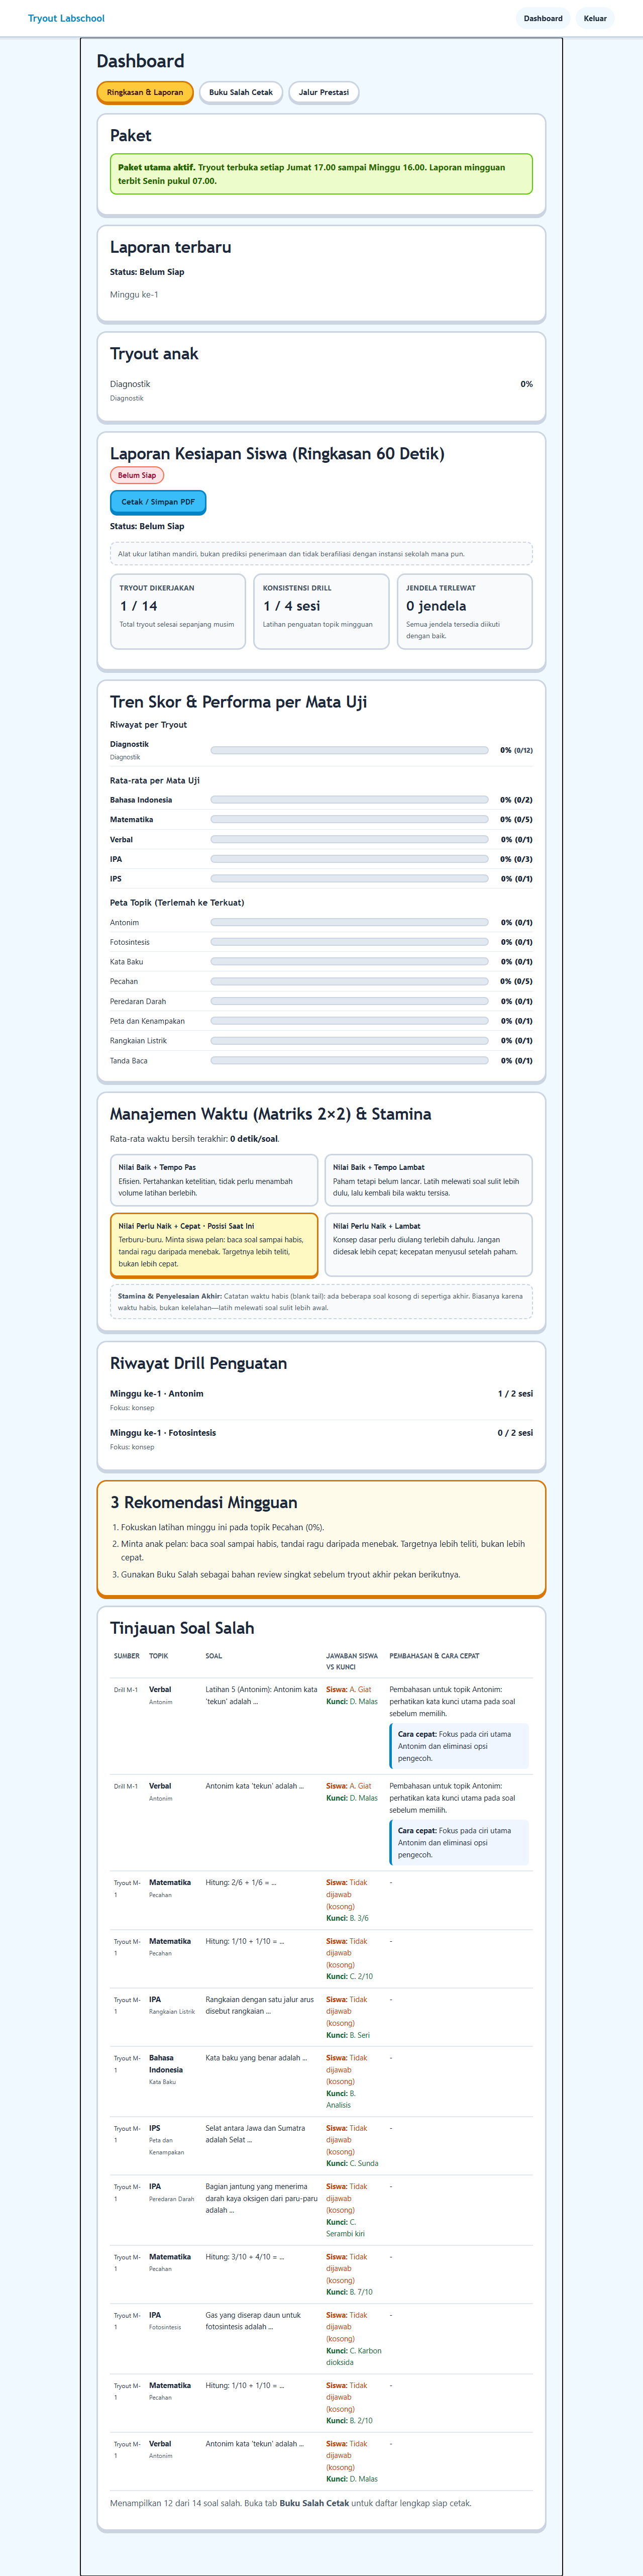 Tryout Labschool
Dashboard
Keluar
Dashboard
Ringkasan & Laporan
Buku Salah Cetak
Jalur Prestasi
Paket
Paket utama aktif. Tryout terbuka setiap Jumat 17.00 sampai Minggu 16.00. Laporan mingguan
terbit Senin pukul 07.00.
Laporan terbaru
Status: Belum Siap
Minggu ke-1
Tryout anak
Diagnostik
0%
Diagnostik
Laporan Kesiapan Siswa (Ringkasan 60 Detik)
Belum Siap
Cetak / Simpan PDF
Status: Belum Siap
Alat ukur latihan mandiri, bukan prediksi penerimaan dan tidak berafiliasi dengan instansi sekolah mana pun.
TRYOUT DIKERJAKAN
1 / 14
Total tryout selesai sepanjang musim
KONSISTENSI DRILL
1 / 4 sesi
Latihan penguatan topik mingguan
JENDELA TERLEWAT
0 jendela
Semua jendela tersedia diikuti
dengan baik.
Tren Skor & Performa per Mata Uji
Riwayat per Tryout
Diagnostik
Diagnostik
0% (0/12)
Rata-rata per Mata Uji
Bahasa Indonesia 0% (0/2)
Matematika 0% (0/5)
Verbal 0% (0/1)
IPA 0% (0/3)
IPS 0% (0/1)
Peta Topik (Terlemah ke Terkuat)
Antonim 0% (0/1)
Fotosintesis 0% (0/1)
Kata Baku 0% (0/1)
Pecahan 0% (0/5)
Peredaran Darah 0% (0/1)
Peta dan Kenampakan 0% (0/1)
Rangkaian Listrik 0% (0/1)
Tanda Baca 0% (0/1)
Manajemen Waktu (Matriks 2×2) & Stamina
Rata-rata waktu bersih terakhir: 0 detik/soal.
Nilai Baik + Tempo Pas
Efisien. Pertahankan ketelitian, tidak perlu menambah
volume latihan berlebih.
Nilai Baik + Tempo Lambat
Paham tetapi belum lancar. Latih melewati soal sulit lebih
dulu, lalu kembali bila waktu tersisa.
Nilai Perlu Naik + Cepat · Posisi Saat Ini
Terburu-buru. Minta siswa pelan: baca soal sampai habis,
tandai ragu daripada menebak. Targetnya lebih teliti,
bukan lebih cepat.
Nilai Perlu Naik + Lambat
Konsep dasar perlu diulang terlebih dahulu. Jangan
didesak lebih cepat; kecepatan menyusul setelah paham.
Stamina & Penyelesaian Akhir: Catatan waktu habis (blank tail): ada beberapa soal kosong di sepertiga akhir. Biasanya karena
waktu habis, bukan kelelahan—latih melewati soal sulit lebih awal.
Riwayat Drill Penguatan
Minggu ke-1 · Antonim
1 / 2 sesi
Fokus: konsep
Minggu ke-1 · Fotosintesis
0 / 2 sesi
Fokus: konsep
3 Rekomendasi Mingguan
1. Fokuskan latihan minggu ini pada topik Pecahan (0%).
2. Minta anak pelan: baca soal sampai habis, tandai ragu daripada menebak. Targetnya lebih teliti, bukan lebih
cepat.
3. Gunakan Buku Salah sebagai bahan review singkat sebelum tryout akhir pekan berikutnya.
Tinjauan Soal Salah
SUMBER
TOPIK
SOAL
JAWABAN SISWA
VS KUNCI
PEMBAHASAN & CARA CEPAT
Drill M-1
Verbal
Antonim
Latihan 5 (Antonim): Antonim kata
'tekun' adalah ...
Siswa: A. Giat
Kunci: D. Malas
Pembahasan untuk topik Antonim:
perhatikan kata kunci utama pada soal
sebelum memilih.
Cara cepat: Fokus pada ciri utama
Antonim dan eliminasi opsi
pengecoh.
Drill M-1
Verbal
Antonim
Antonim kata 'tekun' adalah ...
Siswa: A. Giat
Kunci: D. Malas
Pembahasan untuk topik Antonim:
perhatikan kata kunci utama pada soal
sebelum memilih.
Cara cepat: Fokus pada ciri utama
Antonim dan eliminasi opsi
pengecoh.
Tryout M-
1
Matematika
Pecahan
Hitung: 2/6 + 1/6 = ...
Siswa: Tidak
dijawab
(kosong)
Kunci: B. 3/6
-
Tryout M-
1
Matematika
Pecahan
Hitung: 1/10 + 1/10 = ...
Siswa: Tidak
dijawab
(kosong)
Kunci: C. 2/10
-
Tryout M-
1
IPA
Rangkaian Listrik
Rangkaian dengan satu jalur arus
disebut rangkaian ...
Siswa: Tidak
dijawab
(kosong)
Kunci: B. Seri
-
Tryout M-
1
Bahasa
Indonesia
Kata Baku
Kata baku yang benar adalah ...
Siswa: Tidak
dijawab
(kosong)
Kunci: B.
Analisis
-
Tryout M-
1
IPS
Peta dan
Kenampakan
Selat antara Jawa dan Sumatra
adalah Selat ...
Siswa: Tidak
dijawab
(kosong)
Kunci: C. Sunda
-
Tryout M-
1
IPA
Peredaran Darah
Bagian jantung yang menerima
darah kaya oksigen dari paru-paru
adalah ...
Siswa: Tidak
dijawab
(kosong)
Kunci: C.
Serambi kiri
-
Tryout M-
1
Matematika
Pecahan
Hitung: 3/10 + 4/10 = ...
Siswa: Tidak
dijawab
(kosong)
Kunci: B. 7/10
-
Tryout M-
1
IPA
Fotosintesis
Gas yang diserap daun untuk
fotosintesis adalah ...
Siswa: Tidak
dijawab
(kosong)
Kunci: C. Karbon
dioksida
-
Tryout M-
1
Matematika
Pecahan
Hitung: 1/10 + 1/10 = ...
Siswa: Tidak
dijawab
(kosong)
Kunci: B. 2/10
-
Tryout M-
1
Verbal
Antonim
Antonim kata 'tekun' adalah ...
Siswa: Tidak
dijawab
(kosong)
Kunci: D. Malas
-
Menampilkan 12 dari 14 soal salah. Buka tab Buku Salah Cetak untuk daftar lengkap siap cetak.